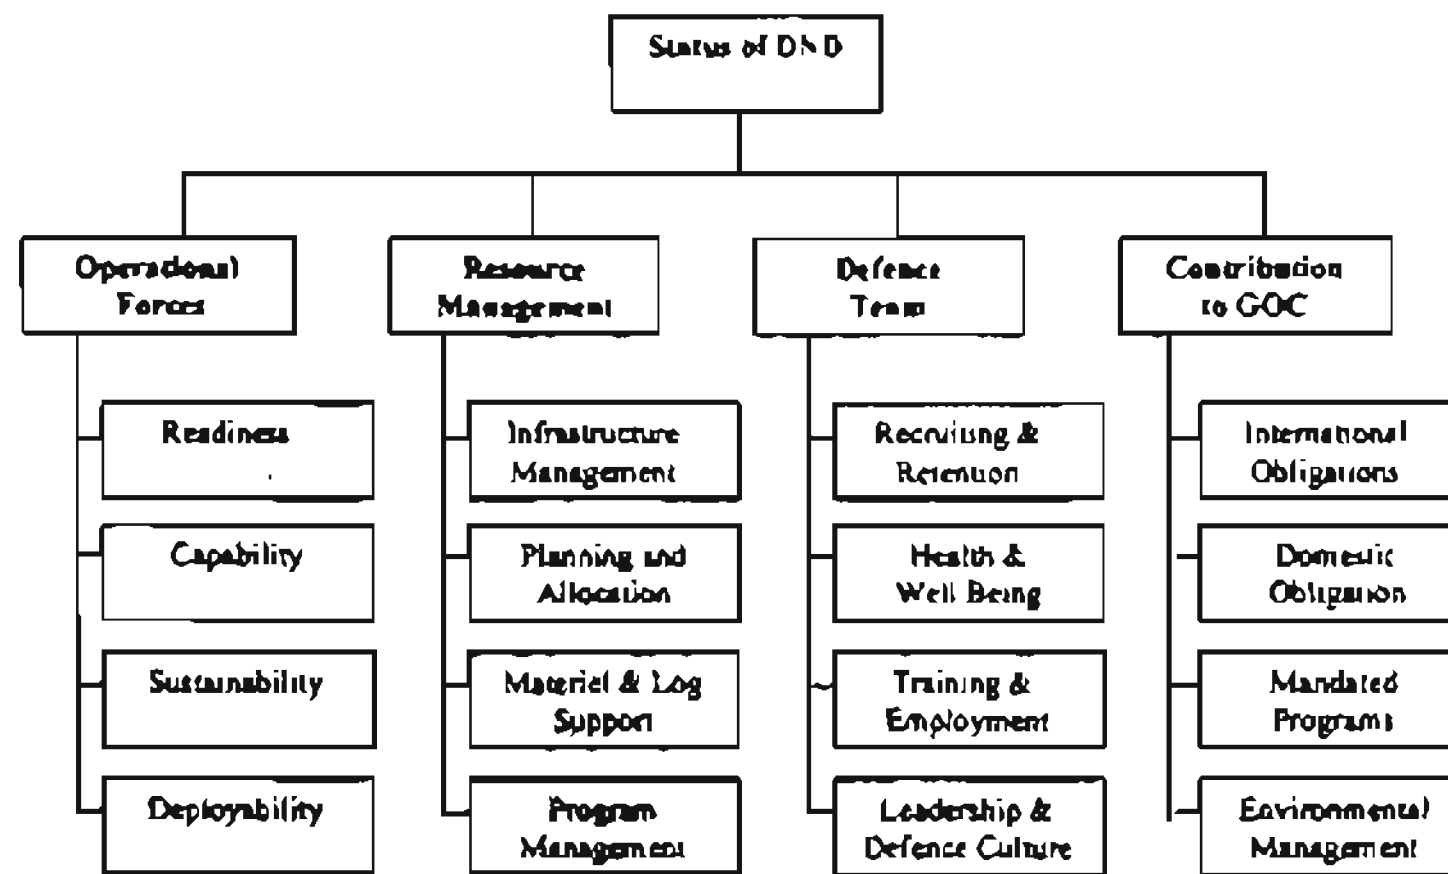 Status of DND
Operational
Forces
Resource
Management
Defence
Team
Contribution
to GOC
Readiness
Capability
Sustainability
Deployability
Infrastructure
Management
Planning and
Allocation
Materiel & Log
Support
Program
Management
Recruiting &
Retention
Health &
Well Being
Training &
Employment
Leadership &
Defence Culture
International
Obligations
Domestic
Obligation
Mandated
Programs
Environmental
Management